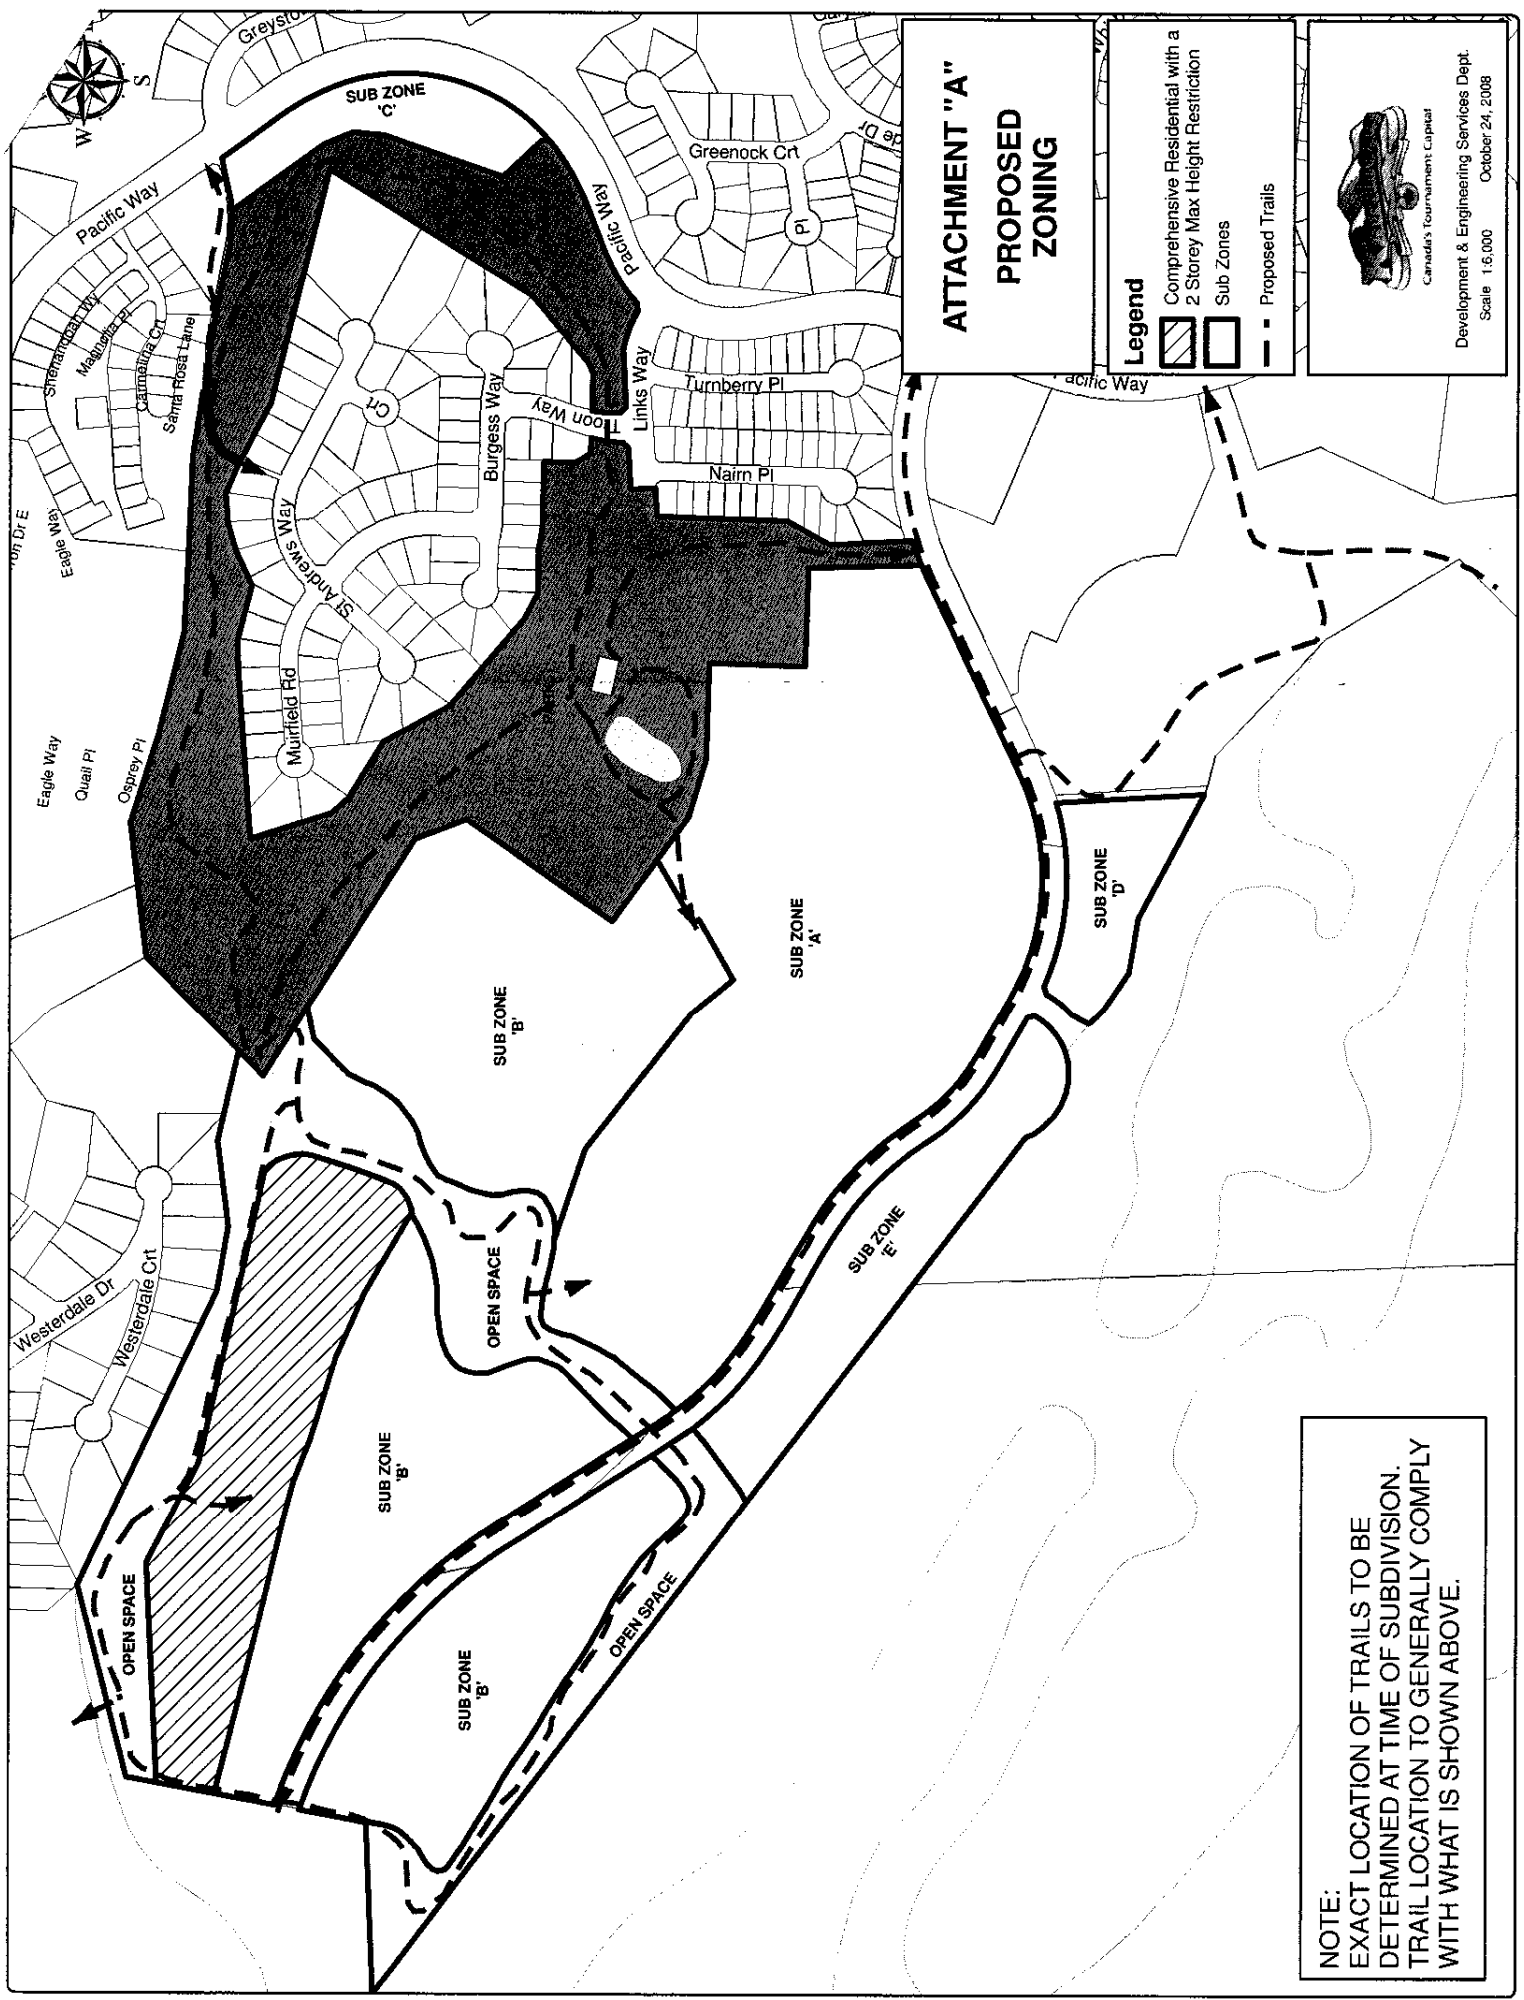 ATTACHMENT "A"
PROPOSED
ZONING
Legend
Comprehensive Residential with a
2 Storey Max Height Restriction
Sub Zones
Proposed Trails
Canada's Tournament Capital
Development & Engineering Services Dept.
Scale 1:6,000 October 24, 2008
NOTE:
EXACT LOCATION OF TRAILS TO BE
DETERMINED AT TIME OF SUBDIVISION.
TRAIL LOCATION TO GENERALLY COMPLY
WITH WHAT IS SHOWN ABOVE.
W
S
SUB ZONE
'C'
Pacific Way
Shenandoah Wy
Magnolia Pl
Carmelina Crt
Santa Rosa Lane
Eagle Way
Eagle Way
Quail Pl
Osprey Pl
Pacific Way
Greenock Crt
Pl
Crt
Burgess Way
Troon Way
Links Way
Turnberry Pl
Nairn Pl
St Andrews Way
Muirfield Rd
Pacific Way
SUB ZONE
'A'
SUB ZONE
'B'
SUB ZONE
'D'
SUB ZONE
'E'
OPEN SPACE
Westerdale Dr
Westerdale Crt
SUB ZONE
'B'
OPEN SPACE
SUB ZONE
'B'
OPEN SPACE